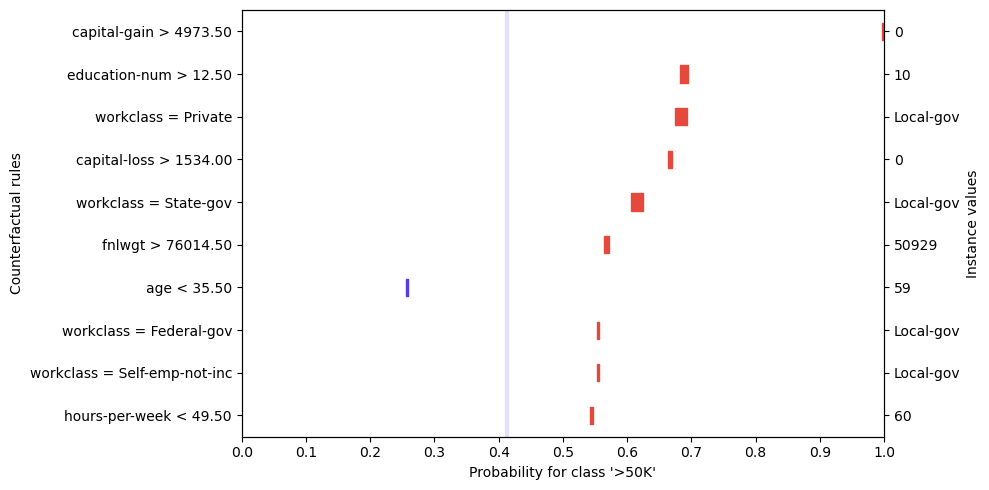 capital-gain > 4973.50
0
education-num > 12.50
10
workclass = Private
Local-gov
capital-loss > 1534.00
0
workclass = State-gov
Local-gov
fnlwgt > 76014.50
50929
age < 35.50
59
workclass = Federal-gov
Local-gov
workclass = Self-emp-not-inc
Local-gov
hours-per-week < 49.50
60
Counterfactual rules
Instance values
0.0 0.1 0.2 0.3 0.4 0.5 0.6 0.7 0.8 0.9 1.0
Probability for class '>50K'